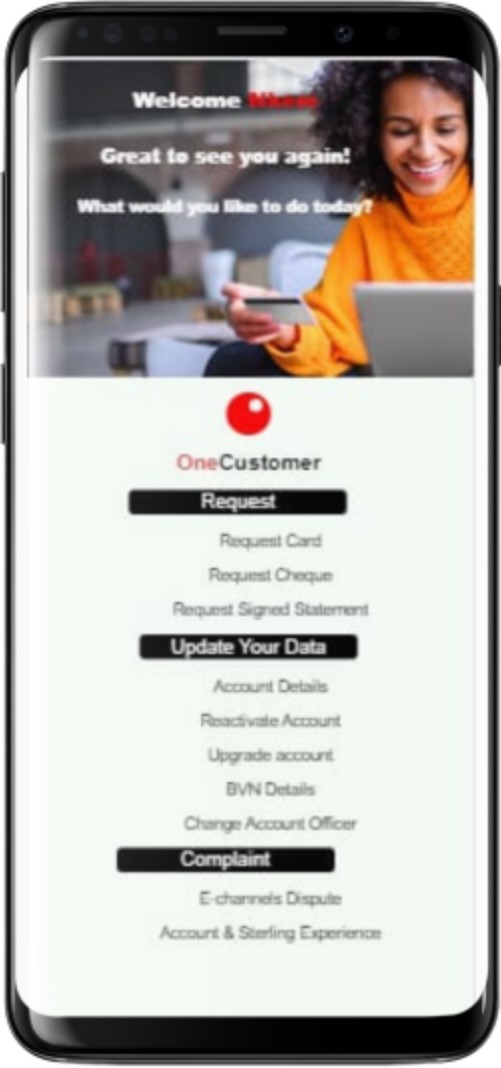 Welcome
Great to see you again!
What would you like to do today?
OneCustomer
Request
Request Card
Request Cheque
Request Signed Statement
Update Your Data
Account Details
Reactivate Account
Upgrade account
BVN Details
Change Account Officer
Complaint
E-channels Dispute
Account & Sterling Experience